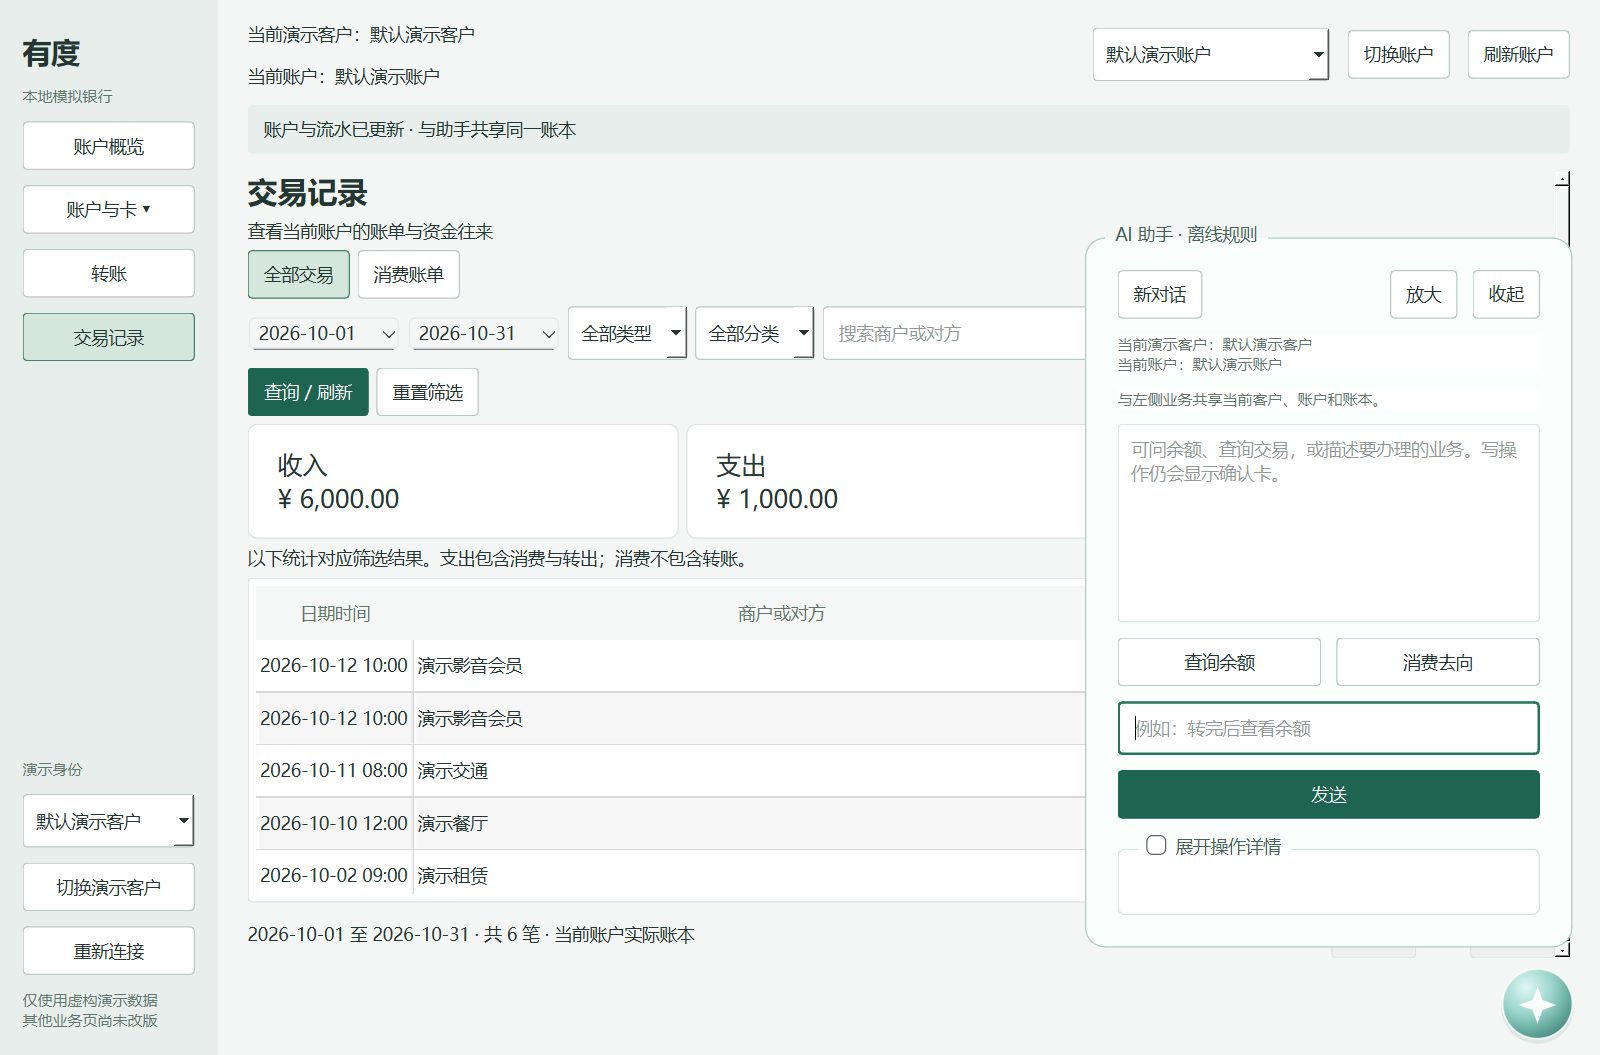 有度
本地模拟银行
账户概览
账户与卡 ▾
转账
交易记录
演示身份
默认演示客户
切换演示客户
重新连接
仅使用虚构演示数据
其他业务页尚未改版
当前演示客户：默认演示客户
当前账户：默认演示账户
默认演示账户
切换账户
刷新账户
账户与流水已更新 · 与助手共享同一账本
交易记录
查看当前账户的账单与资金往来
全部交易
消费账单
2026-10-01
2026-10-31
全部类型
全部分类
搜索商户或对方
查询 / 刷新
重置筛选
收入
¥ 6,000.00
支出
¥ 1,000.00
以下统计对应筛选结果。支出包含消费与转出；消费不包含转账。
日期时间 商户或对方
2026-10-12 10:00 演示影音会员
2026-10-12 10:00 演示影音会员
2026-10-11 08:00 演示交通
2026-10-10 12:00 演示餐厅
2026-10-02 09:00 演示租赁
2026-10-01 至 2026-10-31 · 共 6 笔 · 当前账户实际账本
AI 助手 · 离线规则
新对话
放大
收起
当前演示客户：默认演示客户
当前账户：默认演示账户
与左侧业务共享当前客户、账户和账本。
可问余额、查询交易，或描述要办理的业务。写操
作仍会显示确认卡。
查询余额
消费去向
例如：转完后查看余额
发送
展开操作详情